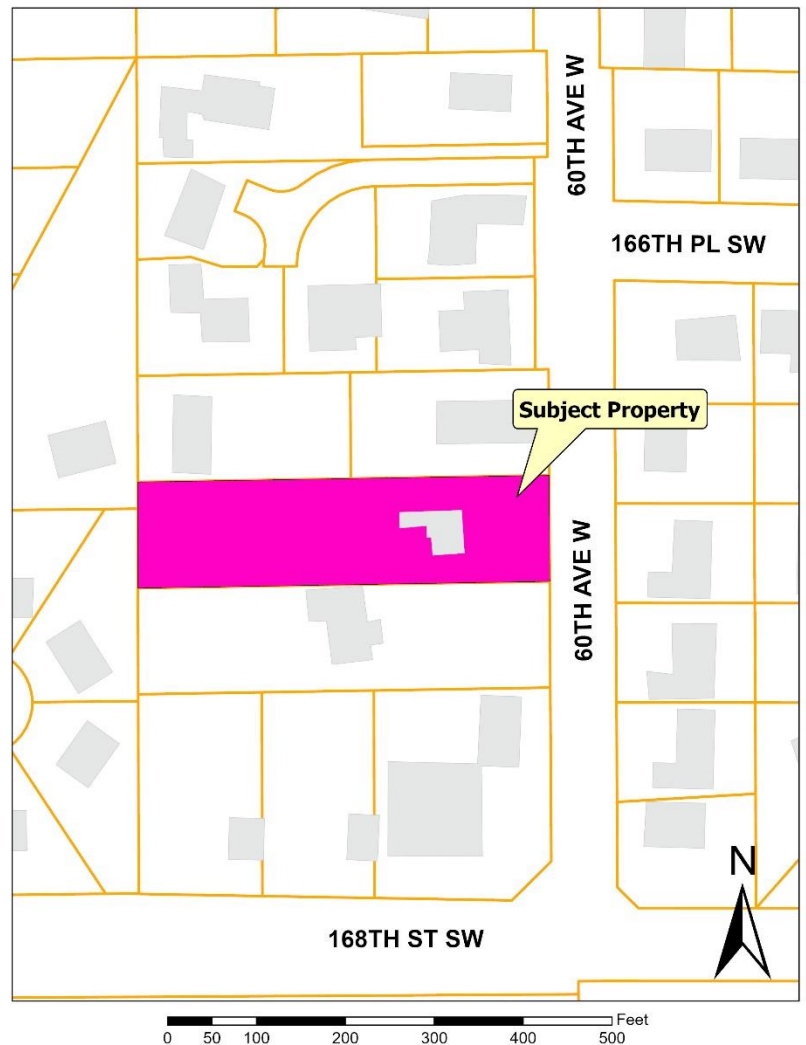 60TH AVE W
166TH PL SW
Subject Property
60TH AVE W
N
168TH ST SW
Feet
0 50 100 200 300 400 500